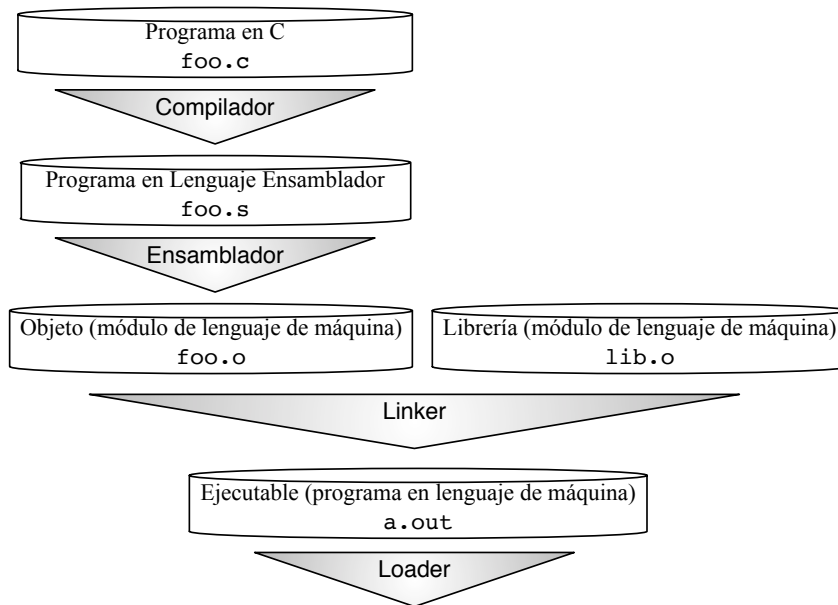 Programa en C
foo.c
Compilador
Programa en Lenguaje Ensamblador
foo.s
Ensamblador
Objeto (módulo de lenguaje de máquina)
foo.o
Librería (módulo de lenguaje de máquina)
lib.o
Linker
Ejecutable (programa en lenguaje de máquina)
a.out
Loader